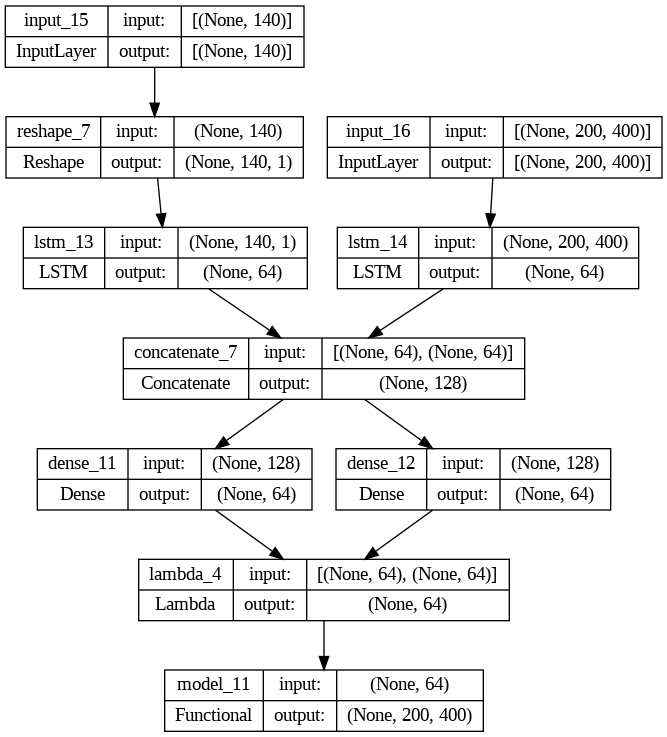 input_15 input: [(None, 140)]
InputLayer output: [(None, 140)]
reshape_7 input: (None, 140)
Reshape output: (None, 140, 1)
input_16 input: [(None, 200, 400)]
InputLayer output: [(None, 200, 400)]
lstm_13 input: (None, 140, 1)
LSTM output: (None, 64)
lstm_14 input: (None, 200, 400)
LSTM output: (None, 64)
concatenate_7 input: [(None, 64), (None, 64)]
Concatenate output: (None, 128)
dense_11 input: (None, 128)
Dense output: (None, 64)
dense_12 input: (None, 128)
Dense output: (None, 64)
lambda_4 input: [(None, 64), (None, 64)]
Lambda output: (None, 64)
model_11 input: (None, 64)
Functional output: (None, 200, 400)